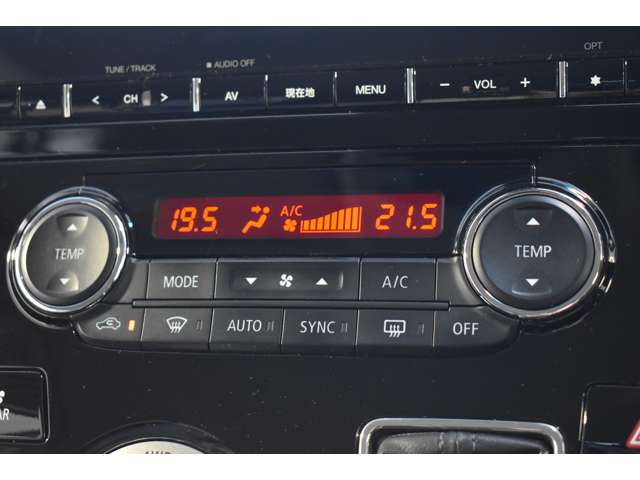 OPT
TUNE / TRACK ■ AUDIO OFF
< CH > AV 現在地 MENU − VOL +
19.5 A/C 21.5
TEMP TEMP
MODE A/C
AUTO SYNC OFF